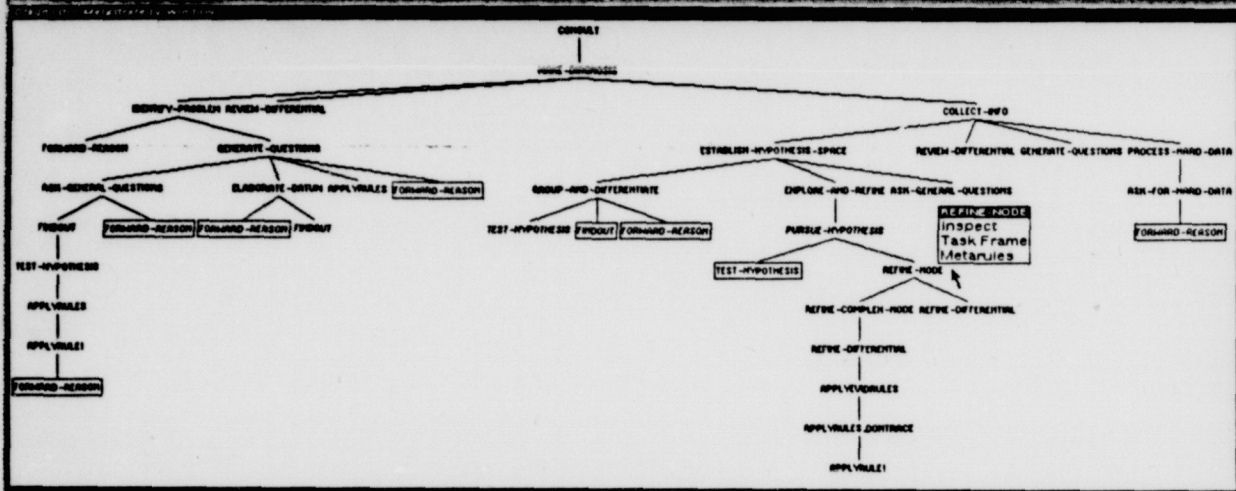 CONSULT
MAKE-DIAGNOSIS
IDENTIFY-PROBLEM REVIEW-DIFFERENTIAL
COLLECT-INFO
FORWARD-REASON GENERATE-QUESTIONS
ESTABLISH-HYPOTHESIS-SPACE REVIEW-DIFFERENTIAL GENERATE-QUESTIONS PROCESS-HARD-DATA
ASK-GENERAL-QUESTIONS ELABORATE-DATUM APPLYRULES FORWARD-REASON
GROUP-AND-DIFFERENTIATE EXPLORE-AND-REFINE ASK-GENERAL-QUESTIONS ASK-FOR-HARD-DATA
FINDOUT FORWARD-REASON FORWARD-REASON FINDOUT
TEST-HYPOTHESIS FINDOUT FORWARD-REASON PURSUE-HYPOTHESIS FORWARD-REASON
REFINE-NODE
Inspect
Task Frame
Metarules
TEST-HYPOTHESIS
TEST-HYPOTHESIS REFINE-NODE
APPLYRULES
REFINE-COMPLEX-NODE REFINE-DIFFERENTIAL
APPLYRULE!
REFINE-DIFFERENTIAL
FORWARD-REASON
APPLYEVIDRULES
APPLYRULES.DONTRACE
APPLYRULE!